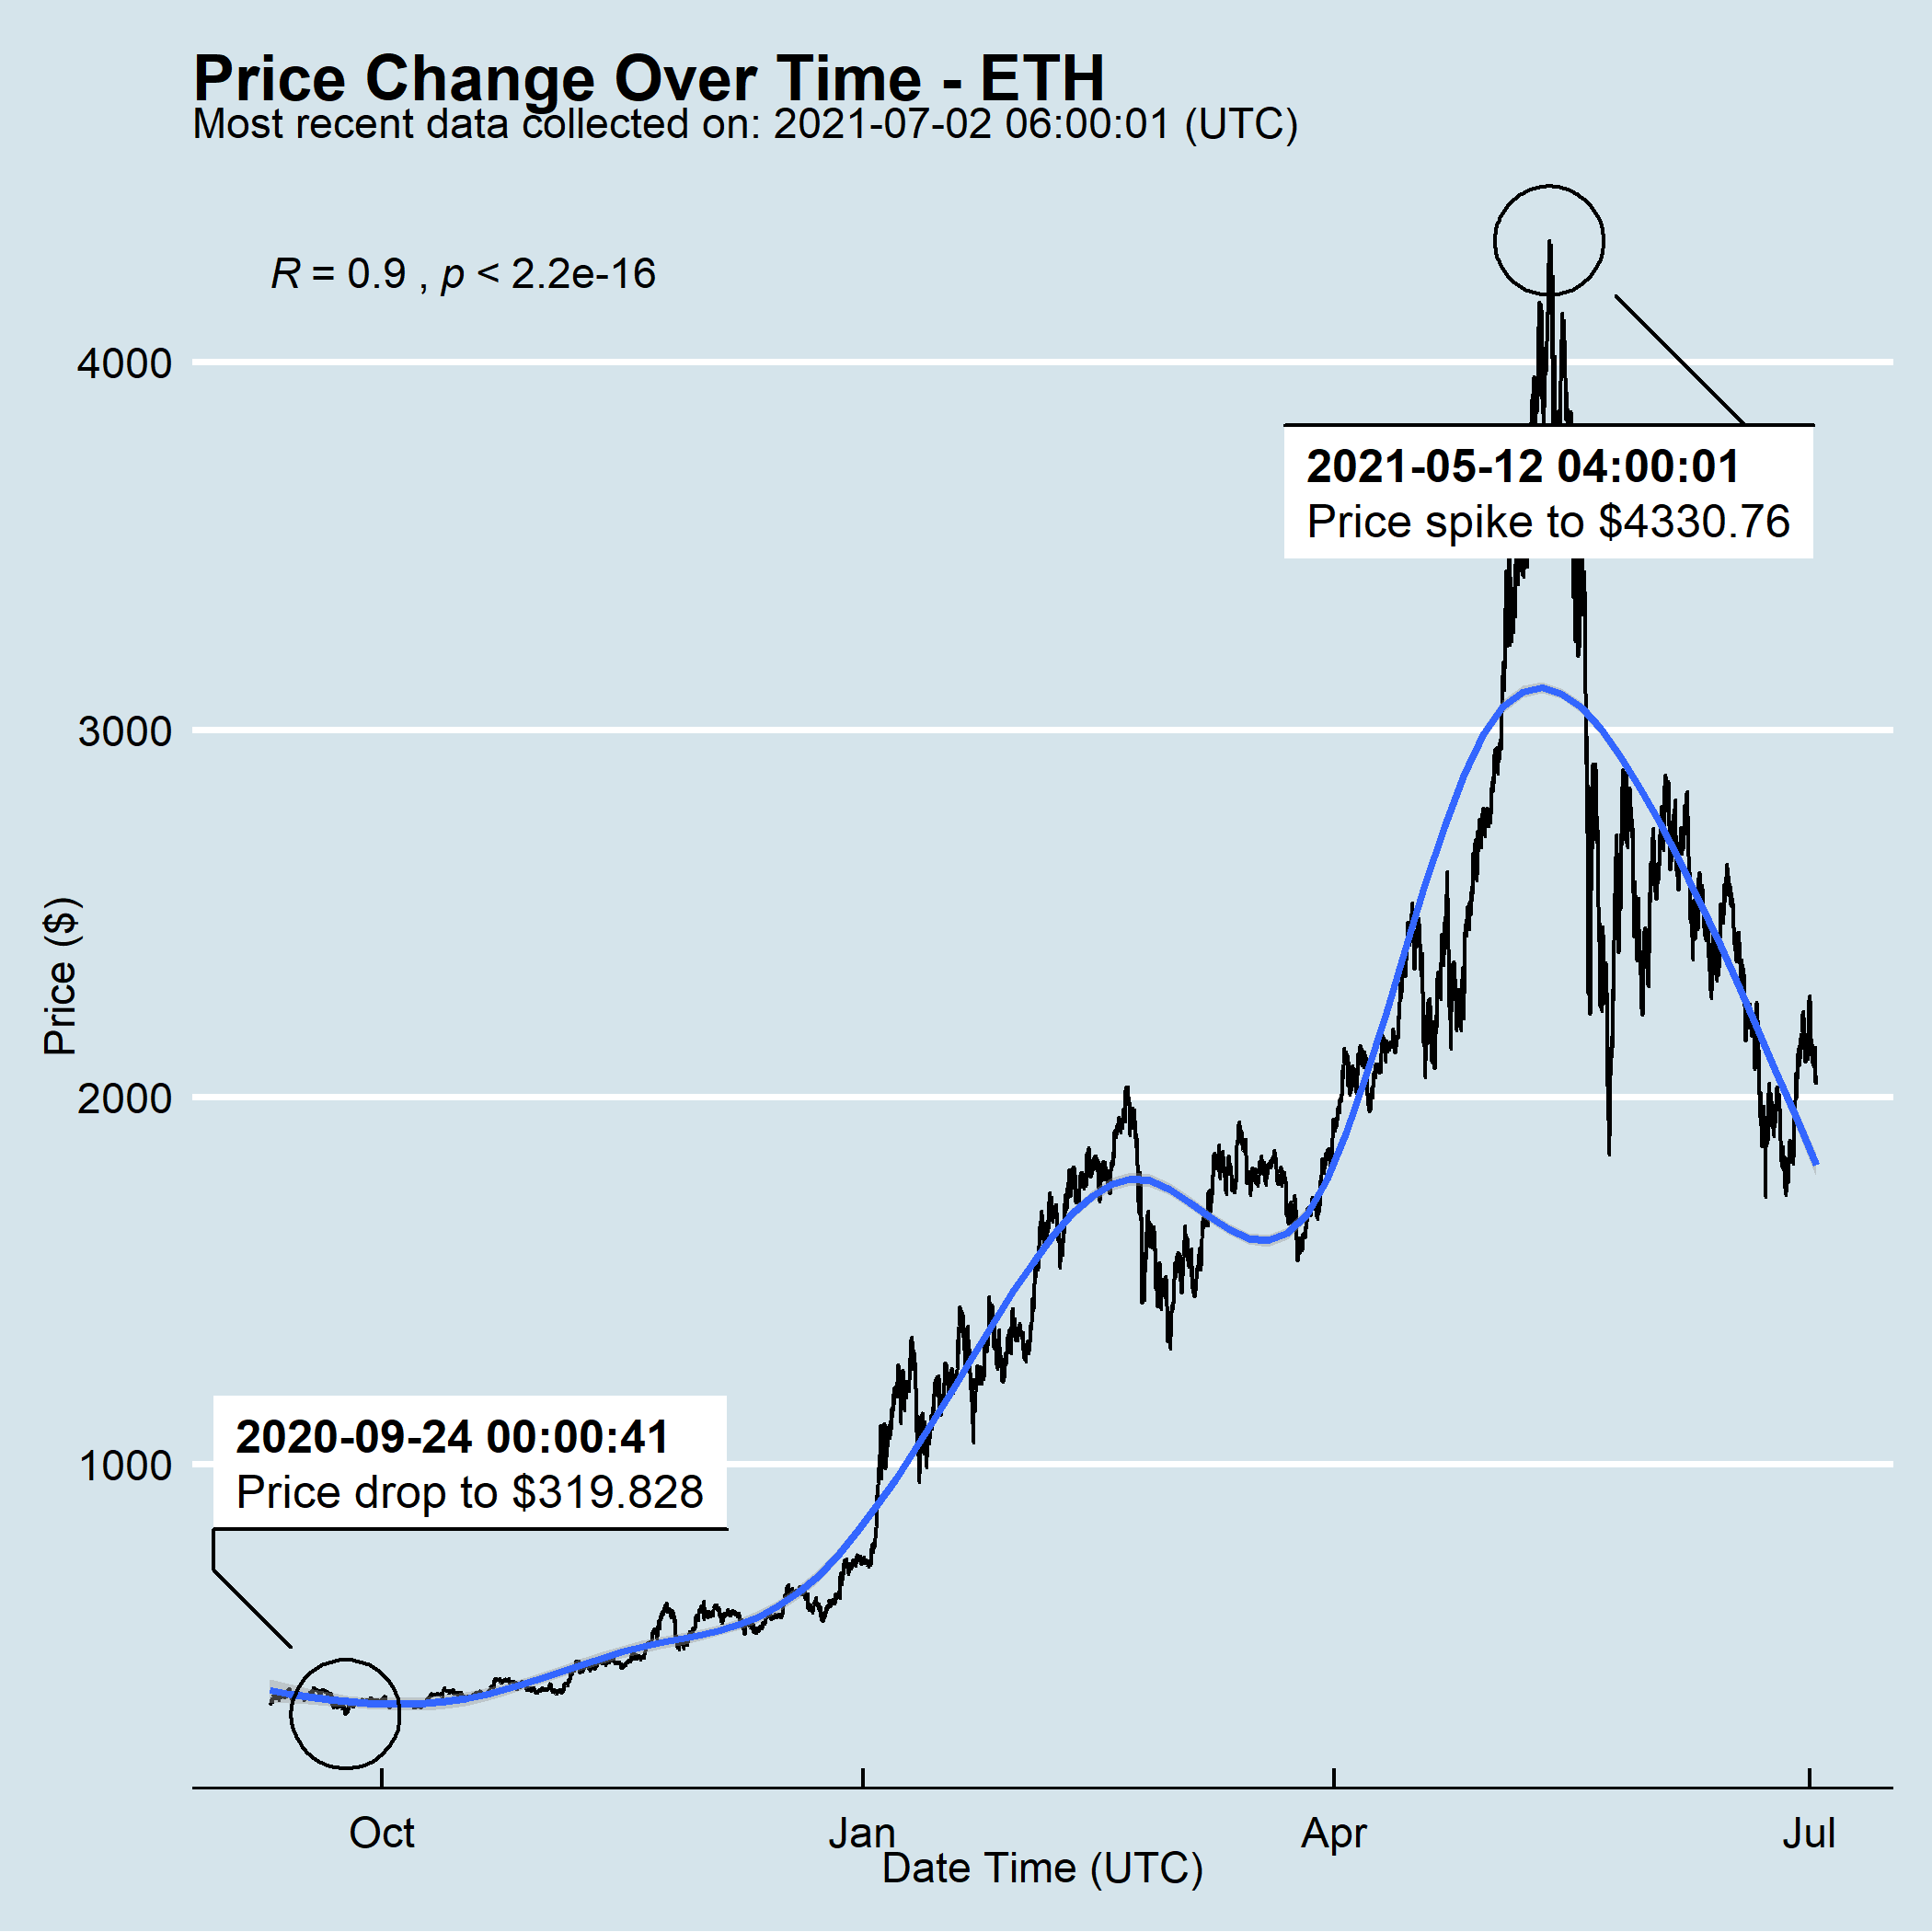 Price Change Over Time - ETH
Most recent data collected on: 2021-07-02 06:00:01 (UTC)
R = 0.9 , p < 2.2e-16
4000
2021-05-12 04:00:01
Price spike to $4330.76
3000
Price ($)
2000
2020-09-24 00:00:41
1000
Price drop to $319.828
Oct
Jan
Apr
Jul
Date Time (UTC)